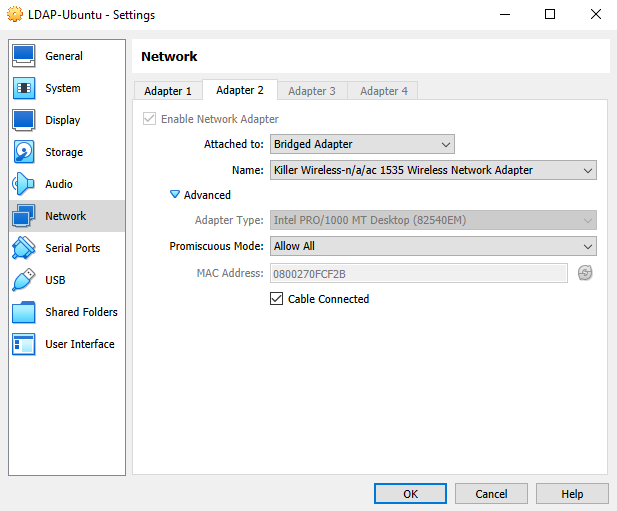 LDAP-Ubuntu - Settings
General
System
Display
Storage
Audio
Network
Serial Ports
USB
Shared Folders
User Interface
Network
Adapter 1 Adapter 2 Adapter 3 Adapter 4
Enable Network Adapter
Attached to: Bridged Adapter
Name: Killer Wireless-n/a/ac 1535 Wireless Network Adapter
Advanced
Adapter Type: Intel PRO/1000 MT Desktop (82540EM)
Promiscuous Mode: Allow All
MAC Address: 0800270FCF2B
Cable Connected
OK Cancel Help